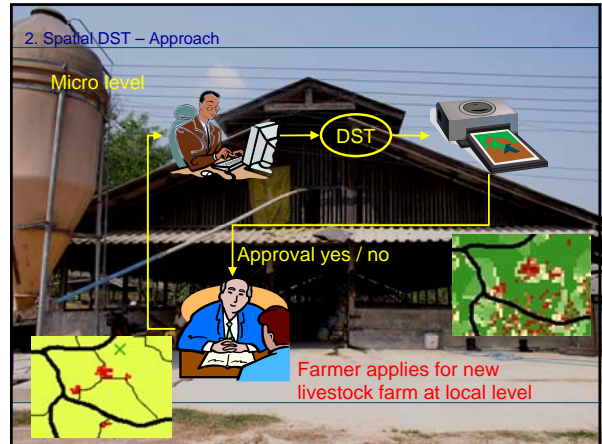 2. Spatial DST – Approach
Micro level
DST
Approval yes / no
Farmer applies for new
livestock farm at local level